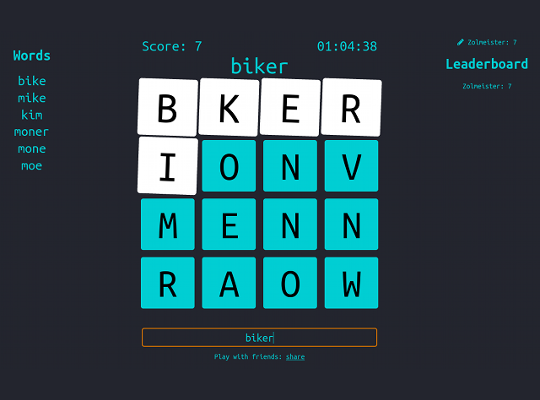 Score: 7 01:04:38
Zolmeister: 7
Words
Leaderboard
biker
bike
Zolmeister: 7
mike
kim
moner
mone
moe
B K E R
I O N V
M E N N
R A O W
biker
Play with friends: share